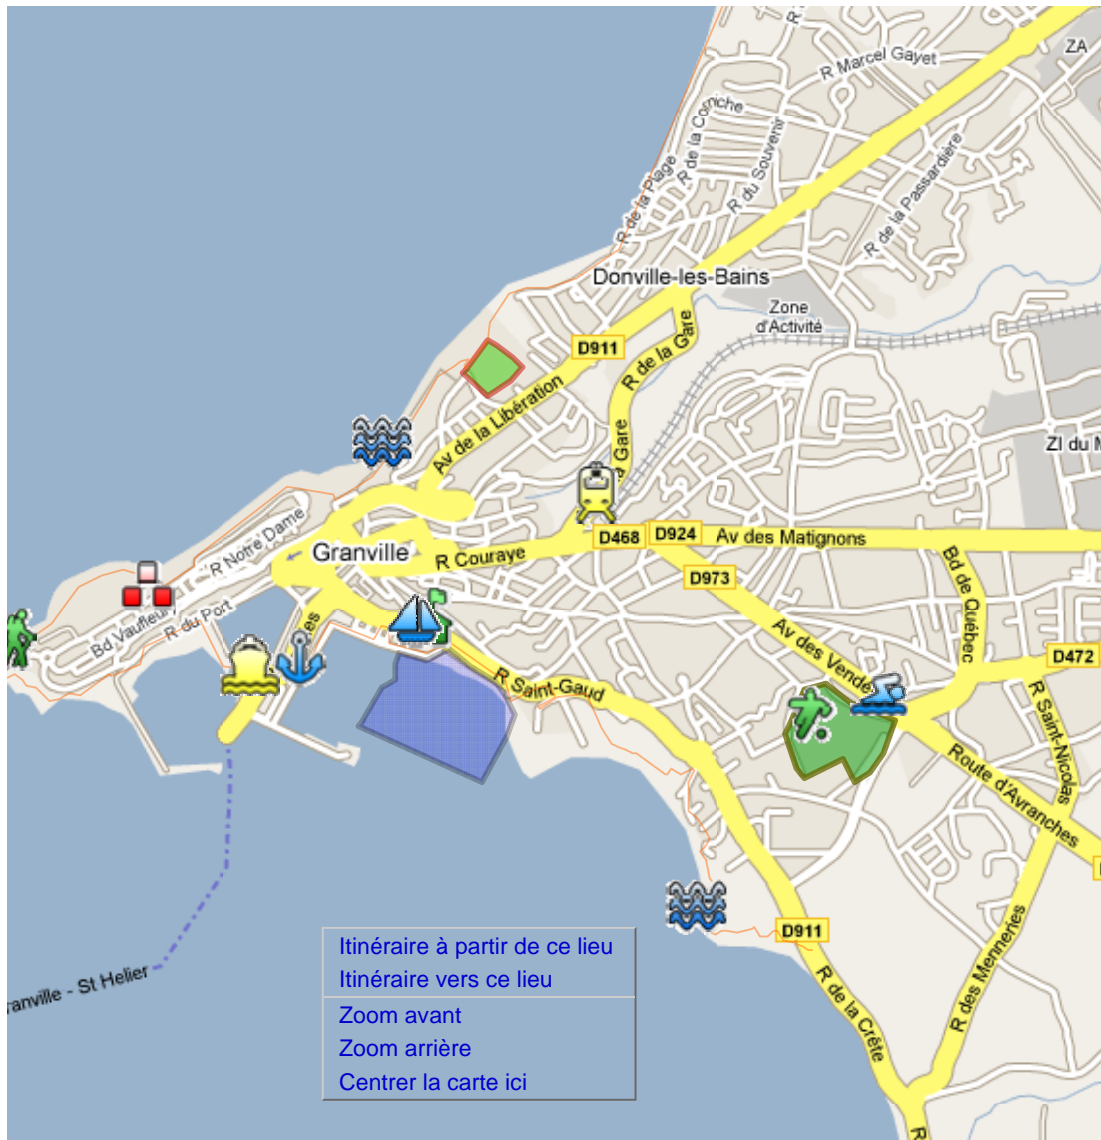 ZA
R Marcel Gayet
R de la Corniche
R du Souvenir
R de la Plage
R de la Passardière
Donville-les-Bains
Zone
d'Activité
D911
R de la Gare
Av de la Libération
Gare
ZI du M
R Notre Dame
Granville
R Couraye
D468
D924
Av des Matignons
D973
Bd de Québec
Bd Vaufleury
R du Port
es
Av des Vende
D472
R Saint-Gaud
R Saint-Nicolas
Route d'Avranches
D911
Itinéraire à partir de ce lieu
Itinéraire vers ce lieu
Zoom avant
Zoom arrière
Centrer la carte ici
ranville - St Helier
R des Menneries
R de la Crête
R